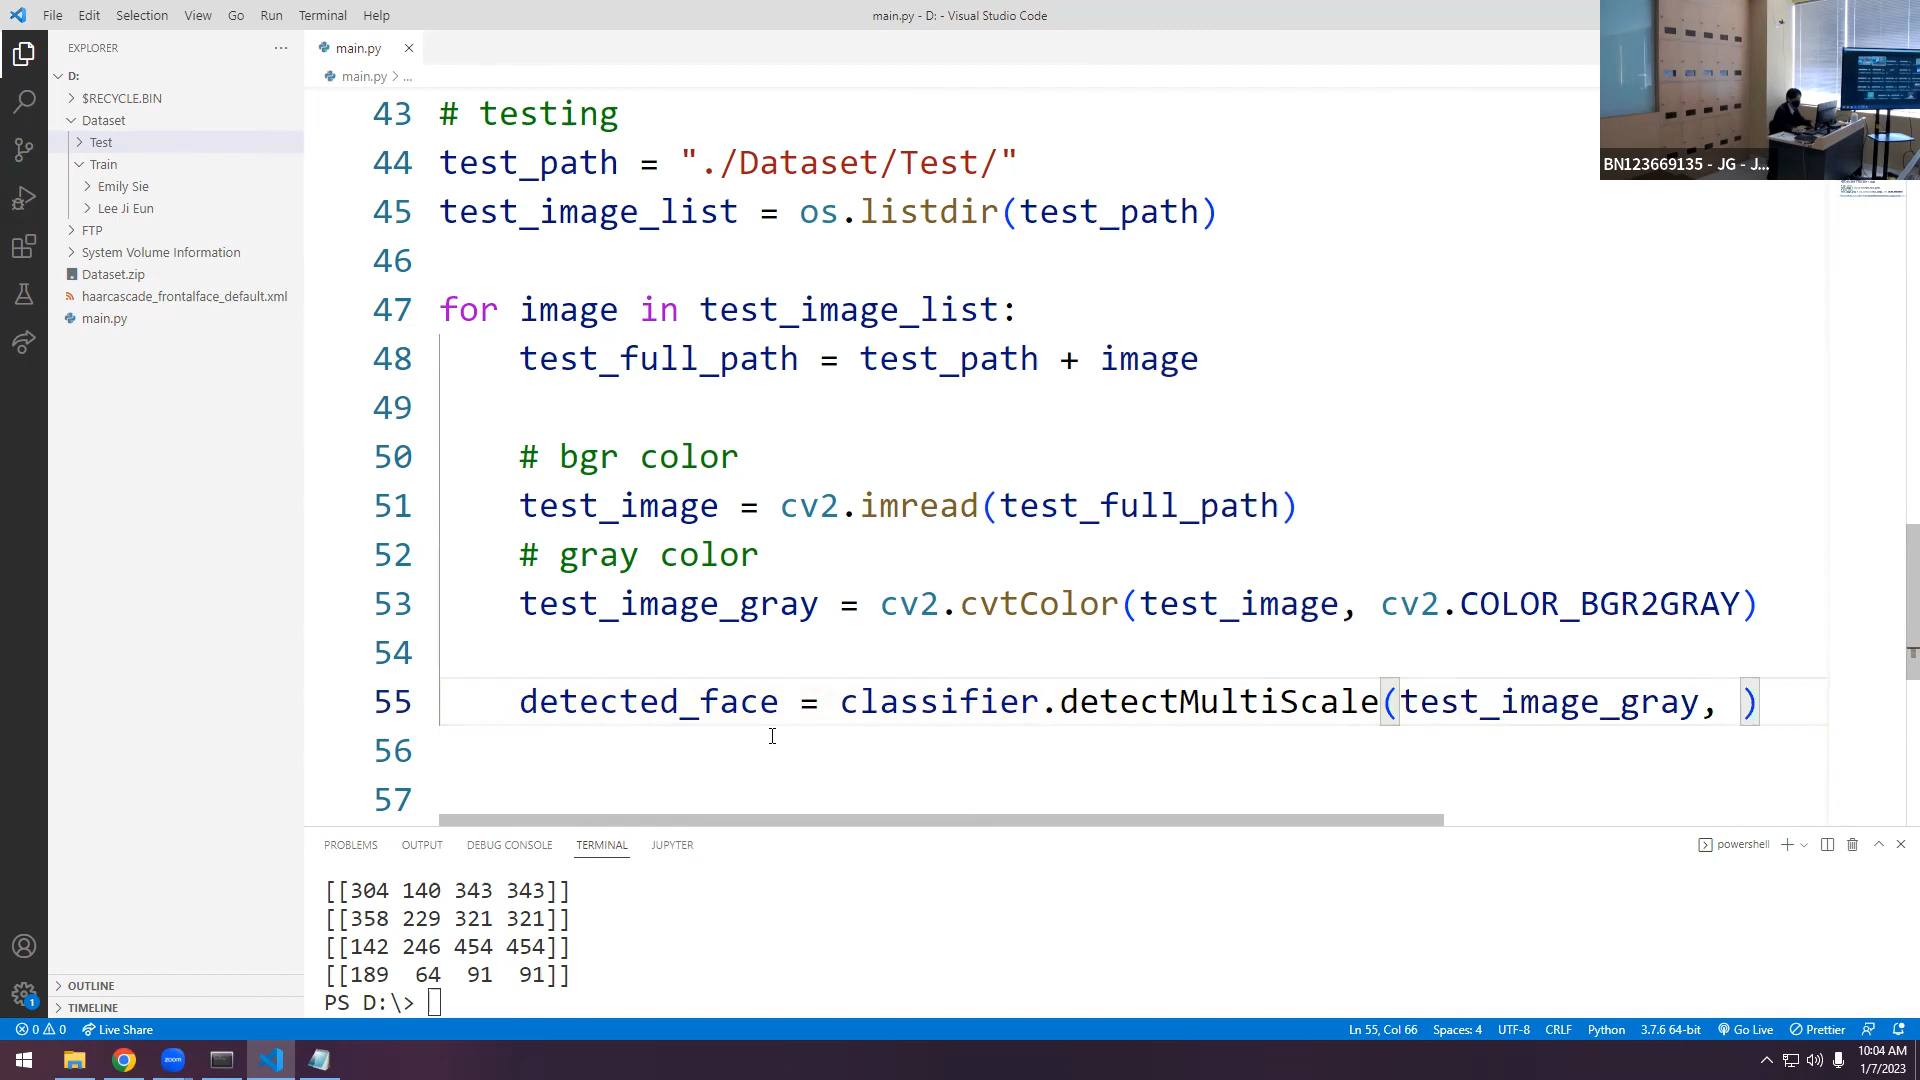 File Edit Selection View Go Run Terminal Help
main.py - D: - Visual Studio Code
EXPLORER
D:
$RECYCLE.BIN
Dataset
Test
Train
Emily Sie
Lee Ji Eun
FTP
System Volume Information
Dataset.zip
haarcascade_frontalface_default.xml
main.py
OUTLINE
TIMELINE
main.py
main.py > ...
43 # testing
44 test_path = "./Dataset/Test/"
45 test_image_list = os.listdir(test_path)
46
47 for image in test_image_list:
48 test_full_path = test_path + image
49
50 # bgr color
51 test_image = cv2.imread(test_full_path)
52 # gray color
53 test_image_gray = cv2.cvtColor(test_image, cv2.COLOR_BGR2GRAY)
54
55 detected_face = classifier.detectMultiScale(test_image_gray, )
56
57
BN123669135 - JG - J...
PROBLEMS OUTPUT DEBUG CONSOLE TERMINAL JUPYTER
powershell
[[304 140 343 343]]
[[358 229 321 321]]
[[142 246 454 454]]
[[189 64 91 91]]
PS D:\>
1
0 0 Live Share
Ln 55, Col 66 Spaces: 4 UTF-8 CRLF Python 3.7.6 64-bit Go Live Prettier
zoom
10:04 AM
1/7/2023